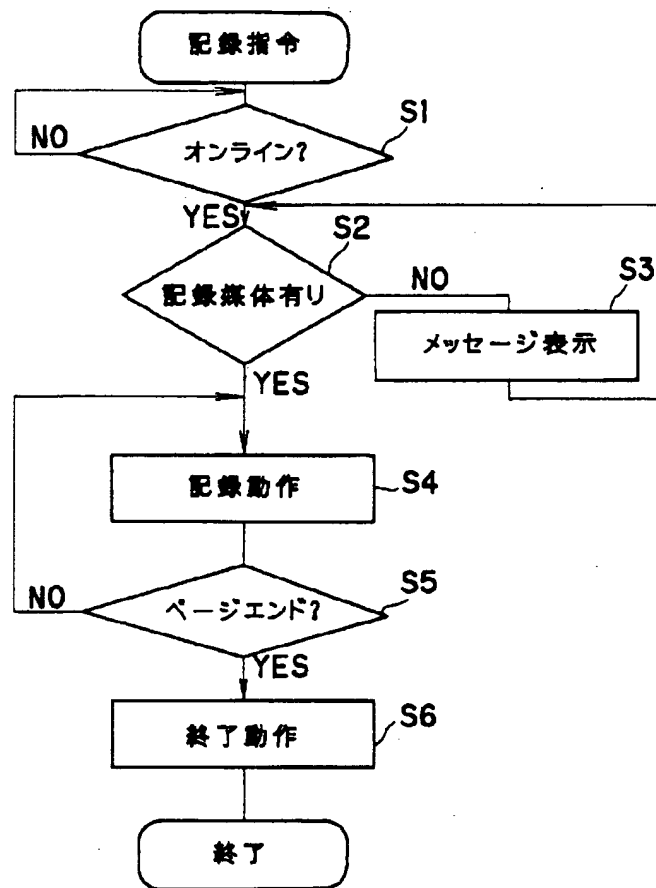 記録指令
S1
NO
オンライン?
YES
S2
記録媒体有り
NO
S3
メッセージ表示
YES
記録動作
S4
NO
ページエンド?
S5
YES
終了動作
S6
終了